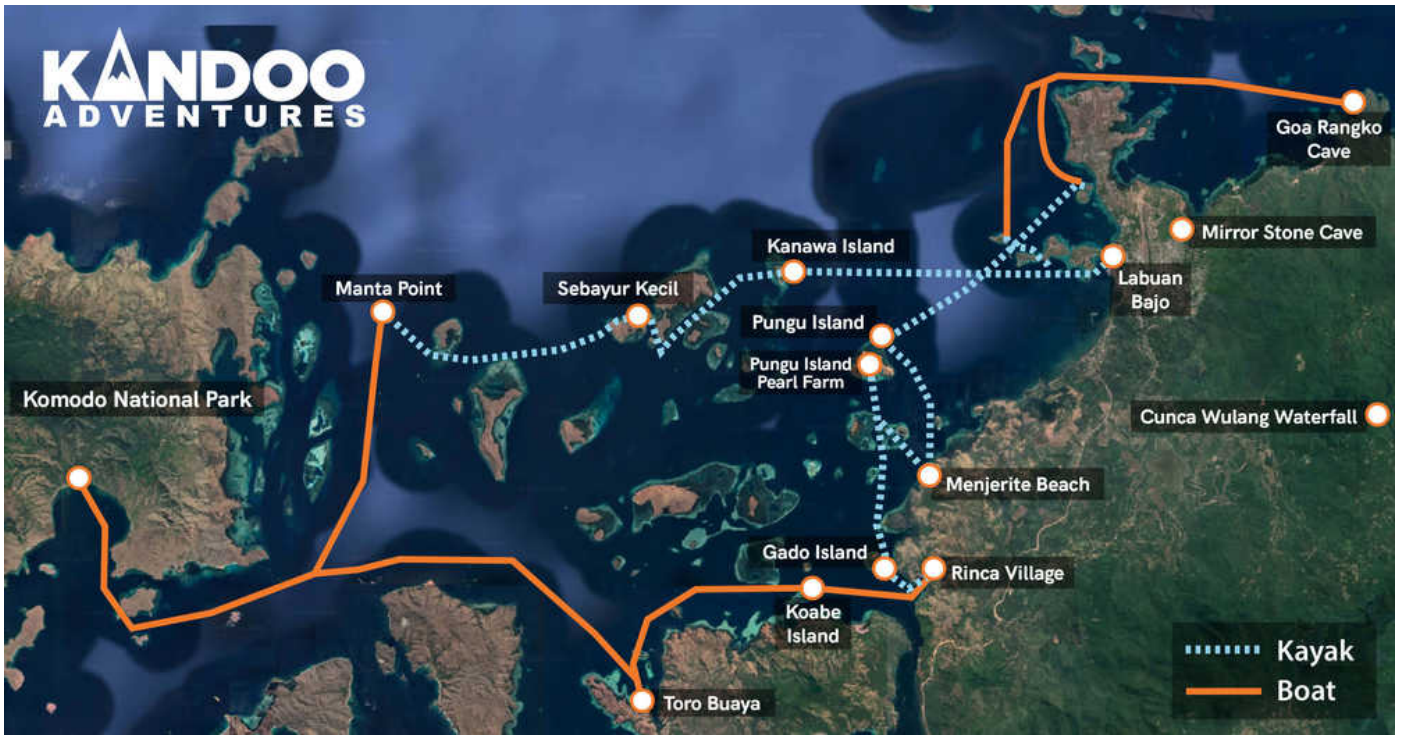 KANDOO
ADVENTURES
Goa Rangko
Cave
Mirror Stone Cave
Kanawa Island
Labuan
Bajo
Manta Point
Sebayur Kecil
Pungu Island
Pungu Island
Pearl Farm
Komodo National Park
Cunca Wulang Waterfall
Menjerite Beach
Gado Island
Rinca Village
Koabe
Island
Toro Buaya
Kayak
Boat